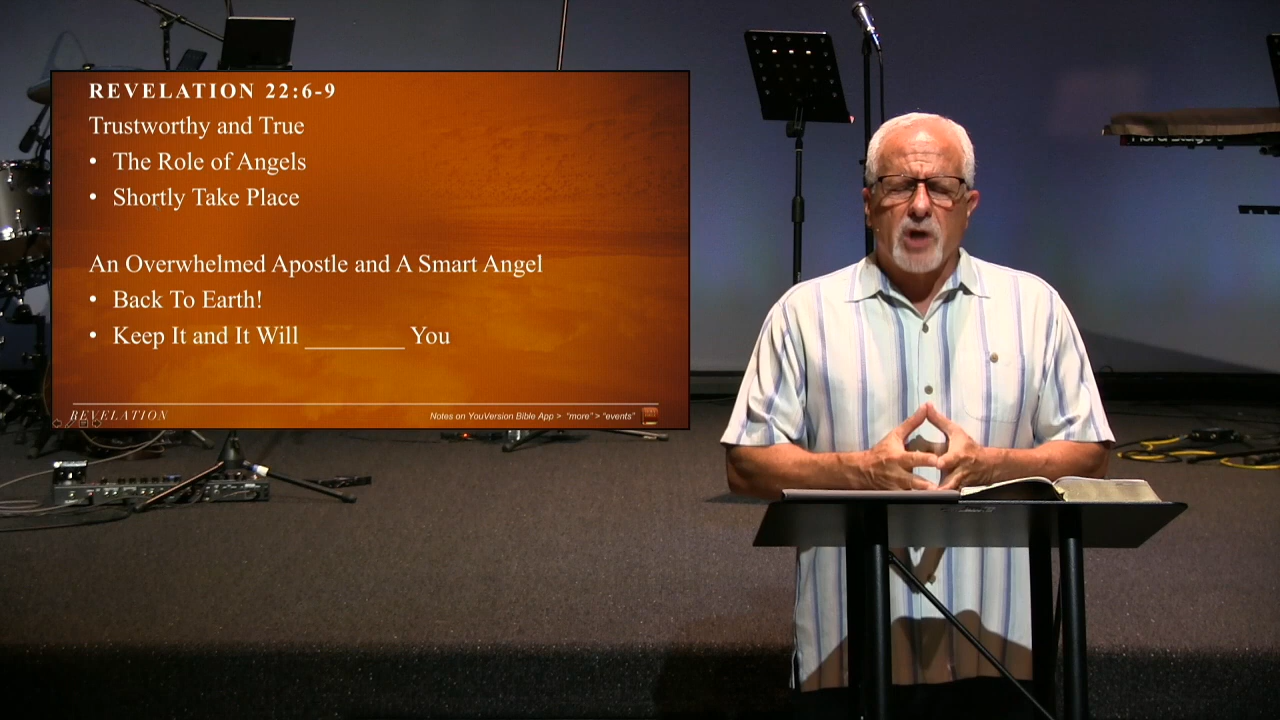 REVELATION 22:6-9
Trustworthy and True
• The Role of Angels
• Shortly Take Place
An Overwhelmed Apostle and A Smart Angel
• Back To Earth!
• Keep It and It Will ________ You
REVELATION
Notes on YouVersion Bible App > "more" > "events"